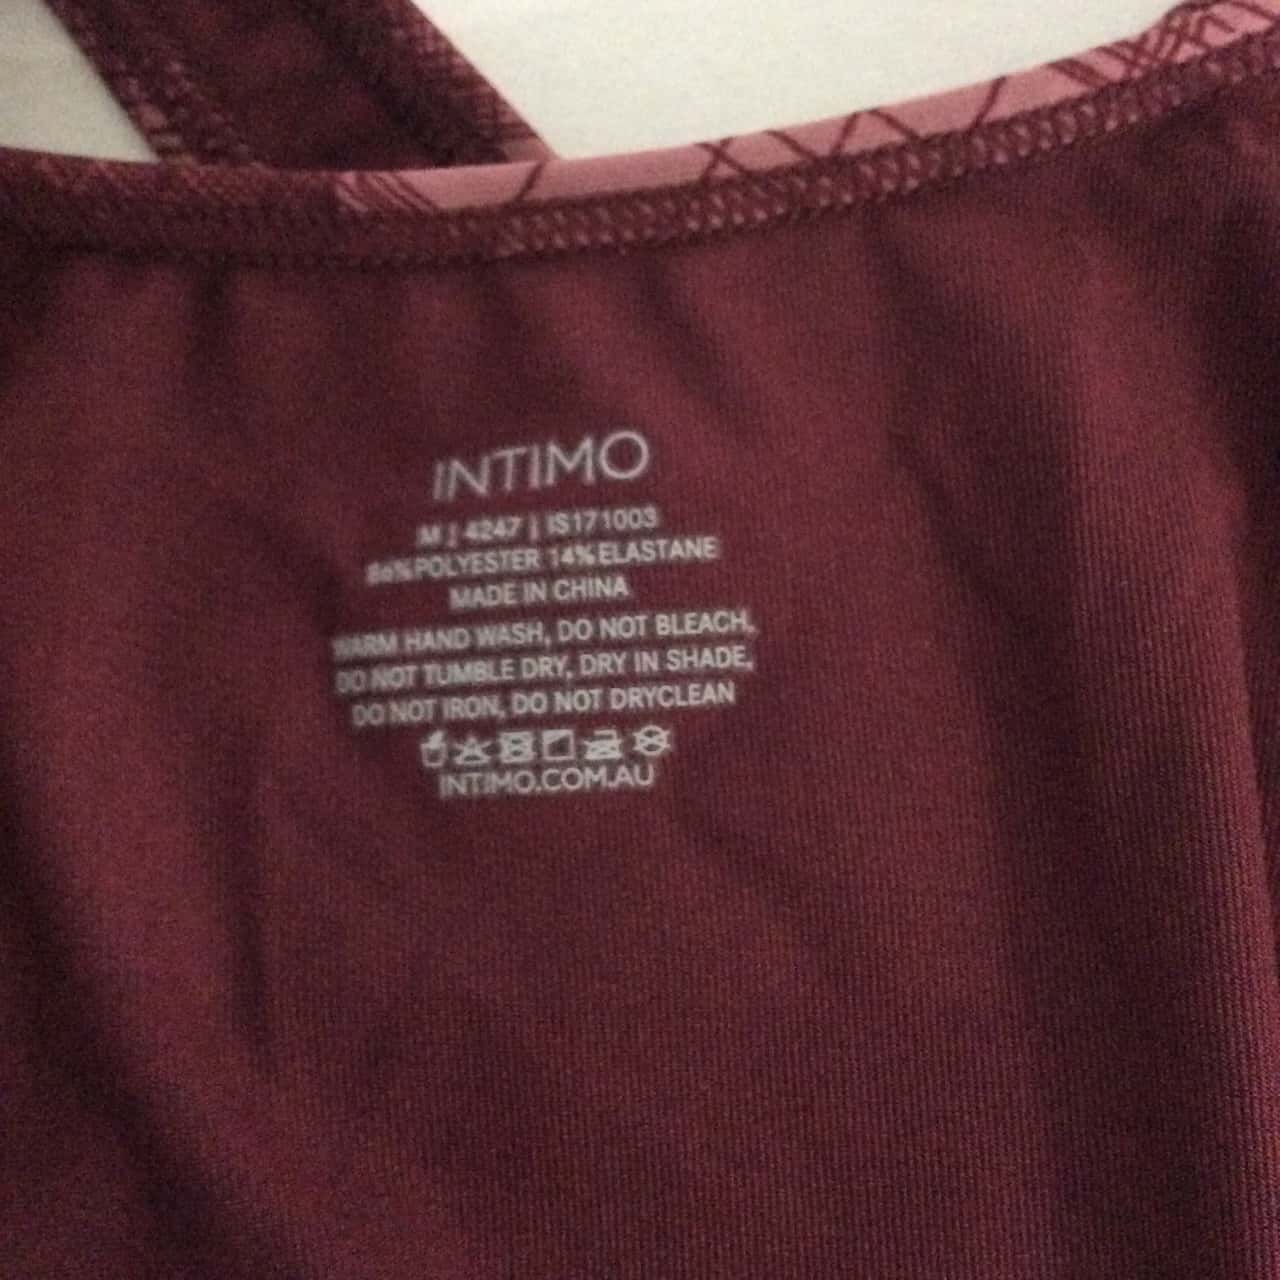 INTIMO
M | 4247 | IS171003
86%POLYESTER 14%ELASTANE
MADE IN CHINA
WARM HAND WASH, DO NOT BLEACH,
DO NOT TUMBLE DRY, DRY IN SHADE,
DO NOT IRON, DO NOT DRYCLEAN
INTIMO.COM.AU